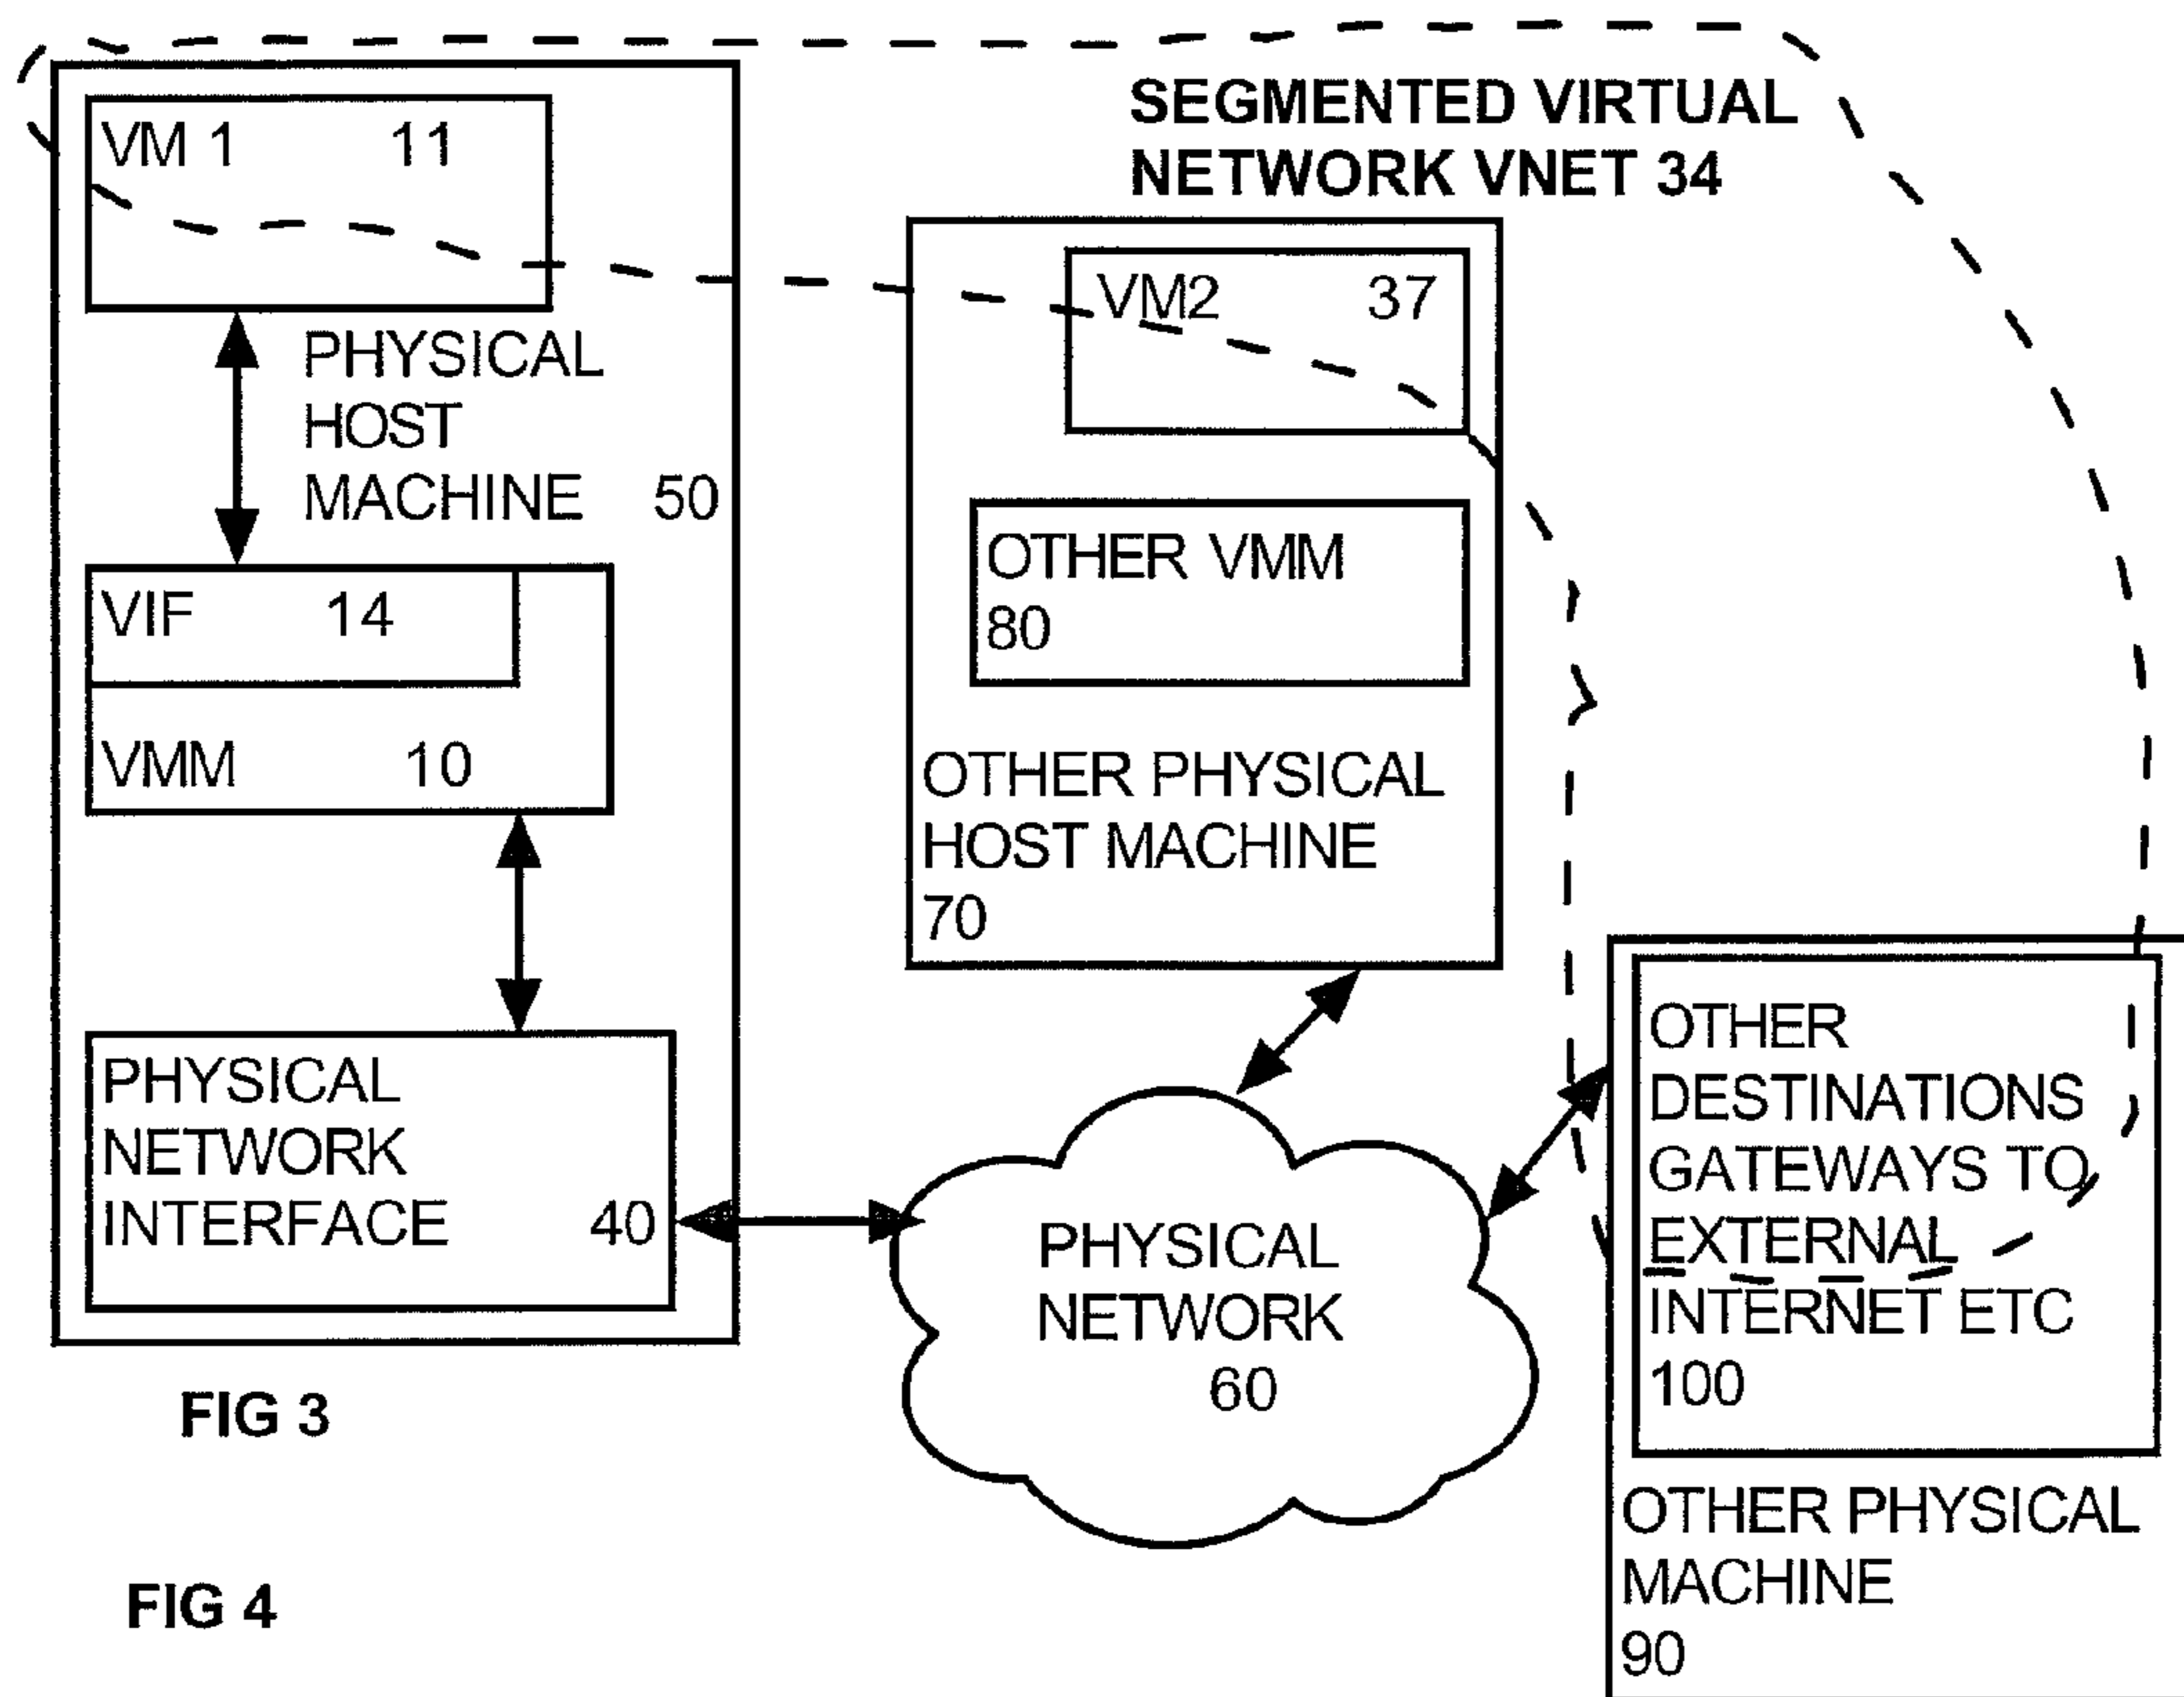 SEGMENTED VIRTUAL
NETWORK VNET 34
VM 1 11
PHYSICAL
HOST
MACHINE 50
VIF 14
VMM 10
PHYSICAL
NETWORK
INTERFACE 40
VM2 37
OTHER VMM
80
OTHER PHYSICAL
HOST MACHINE
70
PHYSICAL
NETWORK
60
OTHER
DESTINATIONS
GATEWAYS TO
EXTERNAL
INTERNET ETC
100
OTHER PHYSICAL
MACHINE
90
FIG 3
FIG 4